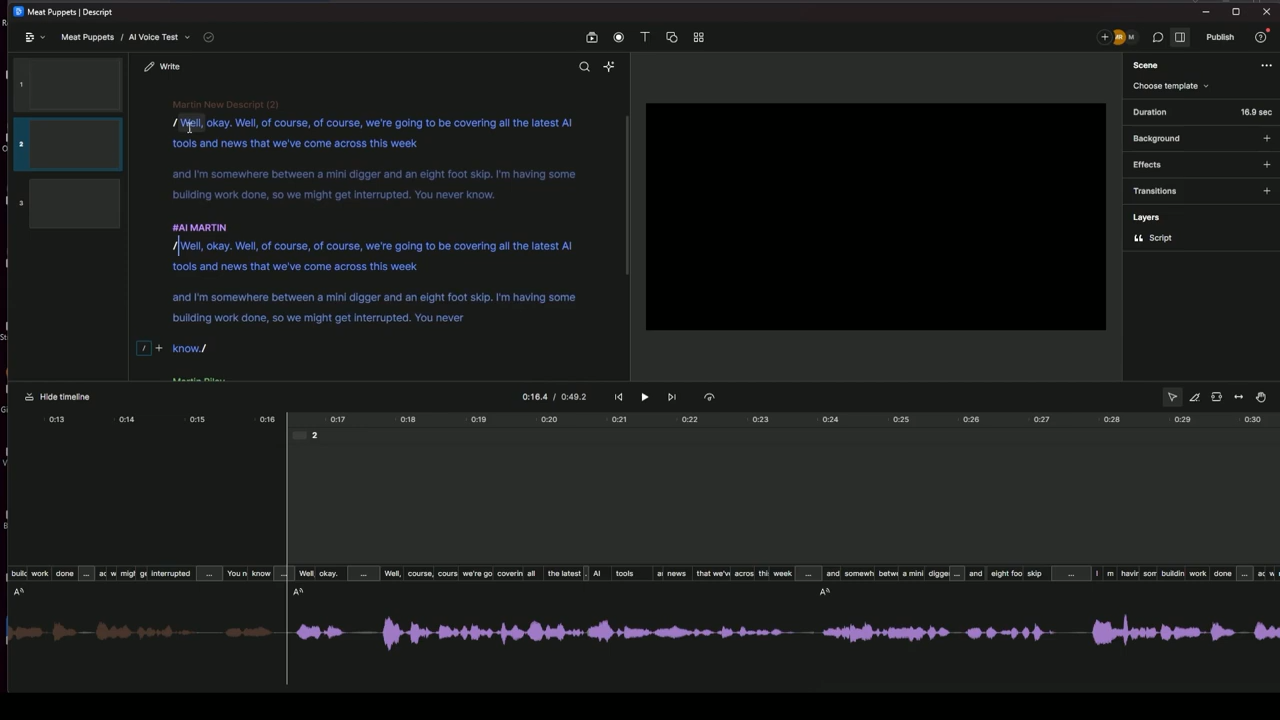 Meat Puppets | Descript
Meat Puppets / AI Voice Test
MR
M
Publish
1
2
3
Write
Martin New Descript (2)
/ Well, okay. Well, of course, of course, we're going to be covering all the latest AI
tools and news that we've come across this week
and I'm somewhere between a mini digger and an eight foot skip. I'm having some
building work done, so we might get interrupted. You never know.
#AI MARTIN
/ Well, okay. Well, of course, of course, we're going to be covering all the latest AI
tools and news that we've come across this week
and I'm somewhere between a mini digger and an eight foot skip. I'm having some
building work done, so we might get interrupted. You never
/ + know./
Martin Riley
Scene
Choose template
Duration 16.9 sec
Background +
Effects +
Transitions +
Layers
Script
Hide timeline
0:16.4 / 0:49.2
0:13 0:14 0:15 0:16 0:17 0:18 0:19 0:20 0:21 0:22 0:23 0:24 0:25 0:26 0:27 0:28 0:29 0:30
2
work done ... interrupted ... You n know ... Well okay. ... Well, course, cours we're go coverin all the latest . AI tools news that we'v acros thi week ... and somewh betw a mini digge ... and eight foo skip ... I m havin som buildin work done ...